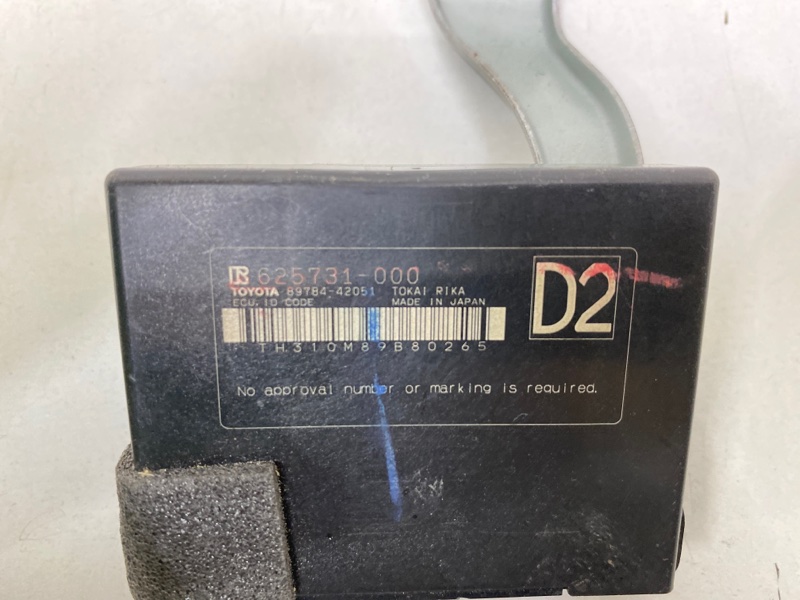 625731-000
TOYOTA 89784-42051 TOKAI RIKA
ECU.ID CODE MADE IN JAPAN
D2
TH310M89B80265
No approval number or marking is required.